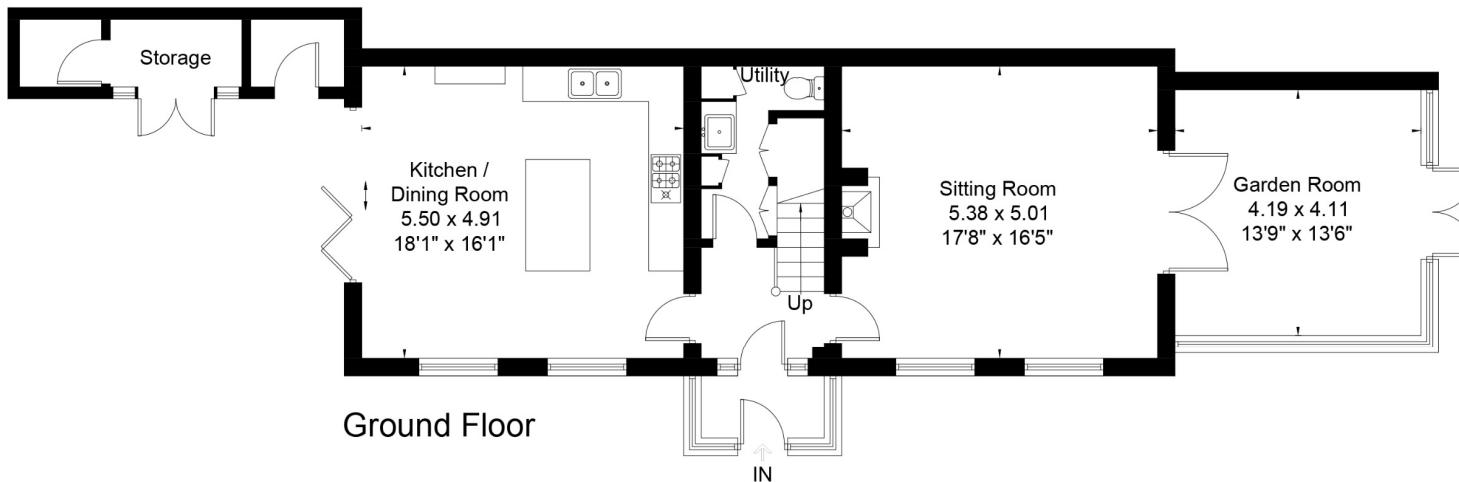 Storage
Utility
Kitchen /
Dining Room
5.50 x 4.91
18'1" x 16'1"
Sitting Room
5.38 x 5.01
17'8" x 16'5"
Garden Room
4.19 x 4.11
13'9" x 13'6"
Up
Ground Floor
IN